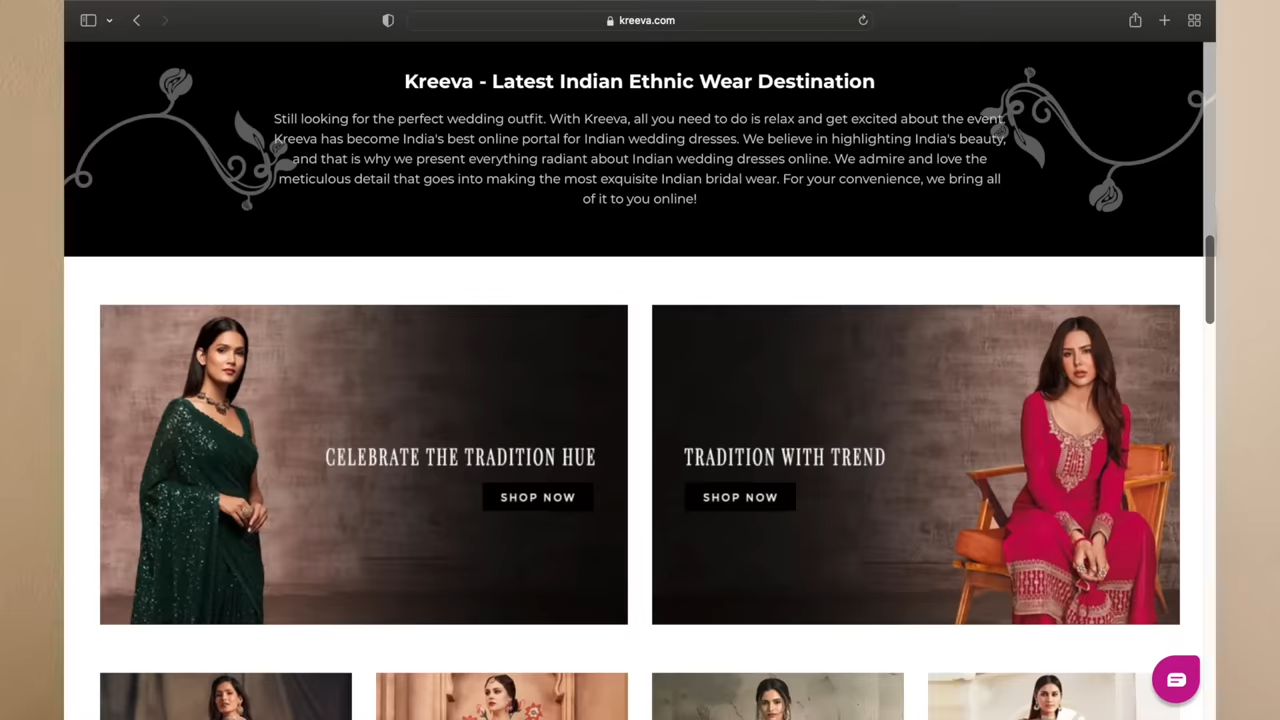 kreeva.com
Kreeva - Latest Indian Ethnic Wear Destination
Still looking for the perfect wedding outfit. With Kreeva, all you need to do is relax and get excited about the event.
Kreeva has become India's best online portal for Indian wedding dresses. We believe in highlighting India's beauty,
and that is why we present everything radiant about Indian wedding dresses online. We admire and love the
meticulous detail that goes into making the most exquisite Indian bridal wear. For your convenience, we bring all
of it to you online!
CELEBRATE THE TRADITION HUE
SHOP NOW
TRADITION WITH TREND
SHOP NOW